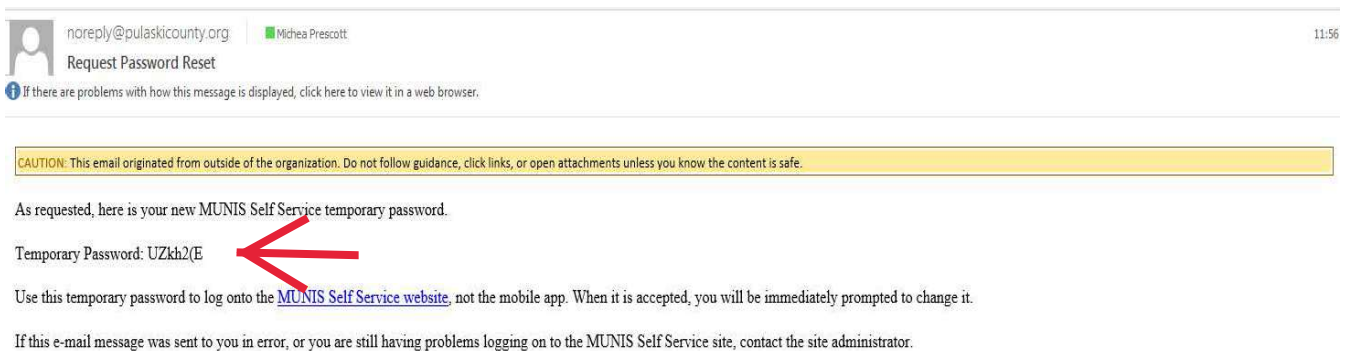 noreply@pulaskicounty.org Michea Prescott 11:56
Request Password Reset
If there are problems with how this message is displayed, click here to view it in a web browser.
CAUTION: This email originated from outside of the organization. Do not follow guidance, click links, or open attachments unless you know the content is safe.
As requested, here is your new MUNIS Self Service temporary password.
Temporary Password: UZkh2(E
Use this temporary password to log onto the MUNIS Self Service website, not the mobile app. When it is accepted, you will be immediately prompted to change it.
If this e-mail message was sent to you in error, or you are still having problems logging on to the MUNIS Self Service site, contact the site administrator.